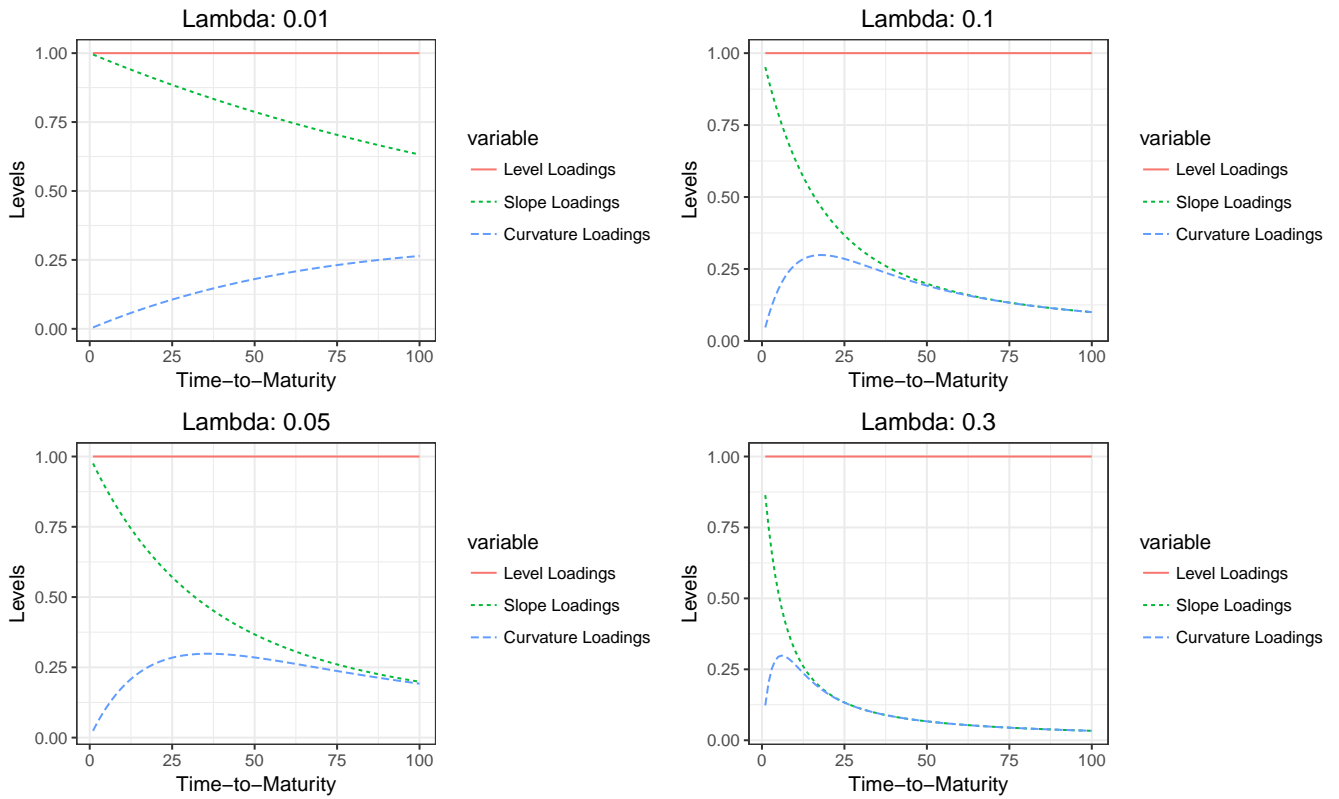 Lambda: 0.01
1.00
0.75
0.50
0.25
0.00
Levels
0 25 50 75 100
Time−to−Maturity
variable
Level Loadings
Slope Loadings
Curvature Loadings
Lambda: 0.1
1.00
0.75
0.50
0.25
0.00
Levels
0 25 50 75 100
Time−to−Maturity
variable
Level Loadings
Slope Loadings
Curvature Loadings
Lambda: 0.05
1.00
0.75
0.50
0.25
0.00
Levels
0 25 50 75 100
Time−to−Maturity
variable
Level Loadings
Slope Loadings
Curvature Loadings
Lambda: 0.3
1.00
0.75
0.50
0.25
0.00
Levels
0 25 50 75 100
Time−to−Maturity
variable
Level Loadings
Slope Loadings
Curvature Loadings